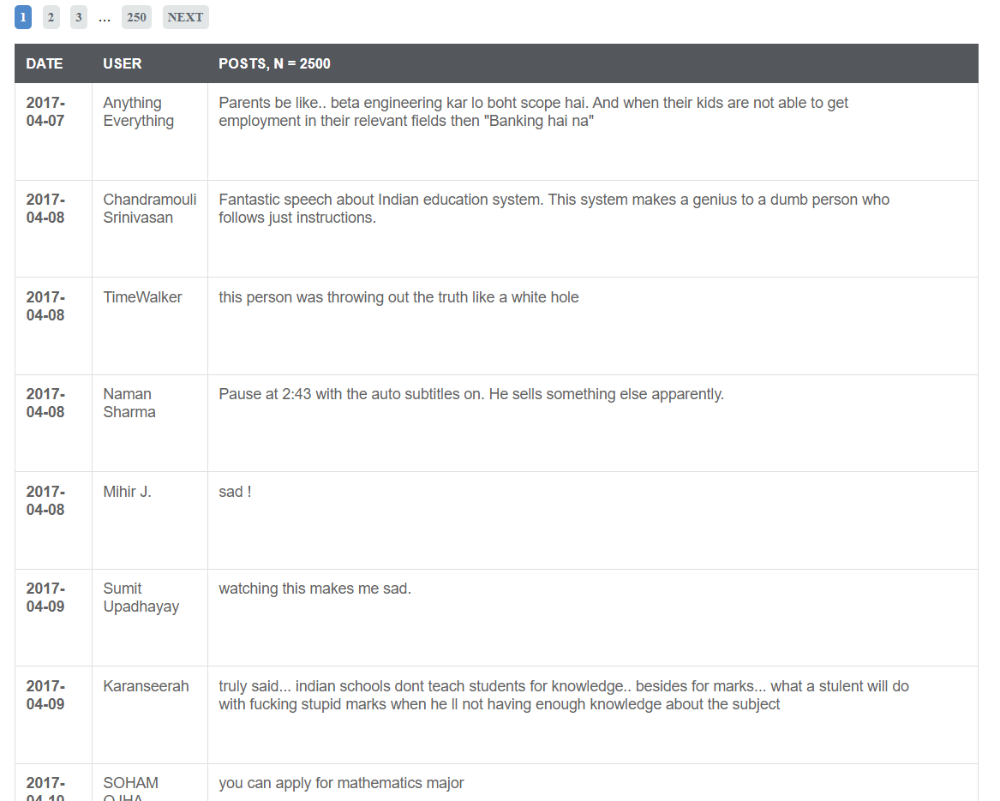 1 2 3 ... 250 NEXT
DATE USER POSTS, N = 2500
2017- Anything Parents be like.. beta engineering kar lo boht scope hai. And when their kids are not able to get
04-07 Everything employment in their relevant fields then "Banking hai na"
2017- Chandramouli Fantastic speech about Indian education system. This system makes a genius to a dumb person who
04-08 Srinivasan follows just instructions.
2017- TimeWalker this person was throwing out the truth like a white hole
04-08
2017- Naman Pause at 2:43 with the auto subtitles on. He sells something else apparently.
04-08 Sharma
2017- Mihir J. sad !
04-08
2017- Sumit watching this makes me sad.
04-09 Upadhayay
2017- Karanseerah truly said... indian schools dont teach students for knowledge.. besides for marks... what a stulent will do
04-09 with fucking stupid marks when he ll not having enough knowledge about the subject
2017- SOHAM you can apply for mathematics major
04-10 OJHA